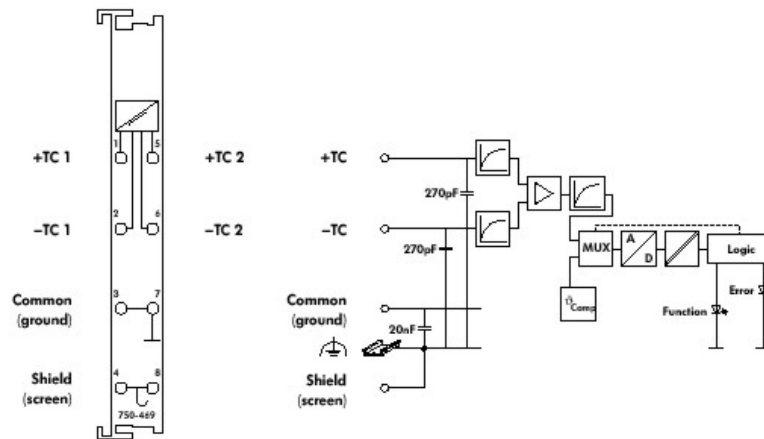 1 5
+TC 1 +TC 2 +TC
270pF
2 6
–TC 1 –TC 2 –TC
270pF
MUX A D Logic
3 7
Common (ground)
Common (ground)
20nF
ϑComp
Function
Error
4 8
Shield (screen)
Shield (screen)
750-469